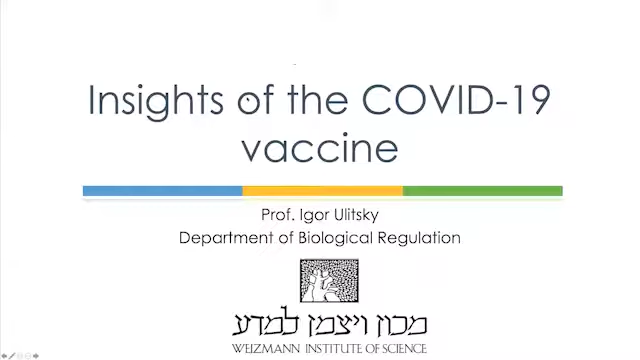 Insights of the COVID-19
vaccine
Prof. Igor Ulitsky
Department of Biological Regulation
מכון ויצמן למדע
WEIZMANN INSTITUTE OF SCIENCE